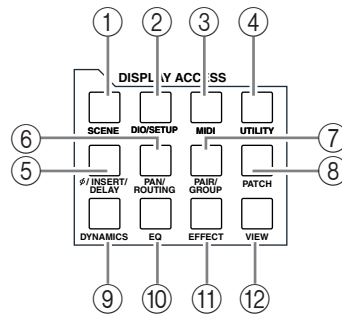 ① ② ③ ④
DISPLAY ACCESS
SCENE DIO/SETUP MIDI UTILITY
⑥ ⑦
⑤ ⑧
ø/INSERT/ PAN/ PAIR/ PATCH
DELAY ROUTING GROUP
DYNAMICS EQ EFFECT VIEW
⑨ ⑩ ⑪ ⑫